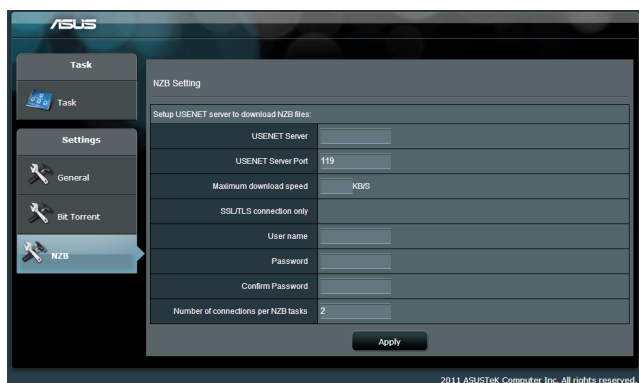 ASUS
Task
Task
Settings
General
Bit Torrent
NZB
NZB Setting
Setup USENET server to download NZB files:
USENET Server
USENET Server Port 119
Maximum download speed KB/S
SSL/TLS connection only
User name
Password
Confirm Password
Number of connections per NZB tasks 2
Apply
2011 ASUSTeK Computer Inc. All rights reserved.